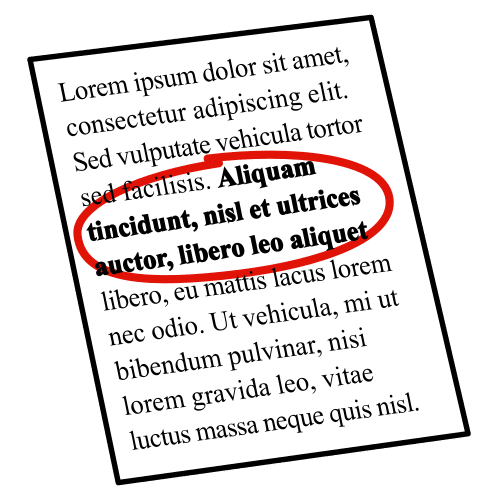 Lorem ipsum dolor sit amet,
consectetur adipiscing elit.
Sed vulputate vehicula tortor
sed facilisis. Aliquam
tincidunt, nisl et ultrices
auctor, libero leo aliquet
libero, eu mattis lacus lorem
nec odio. Ut vehicula, mi ut
bibendum pulvinar, nisi
lorem gravida leo, vitae
luctus massa neque quis nisl.